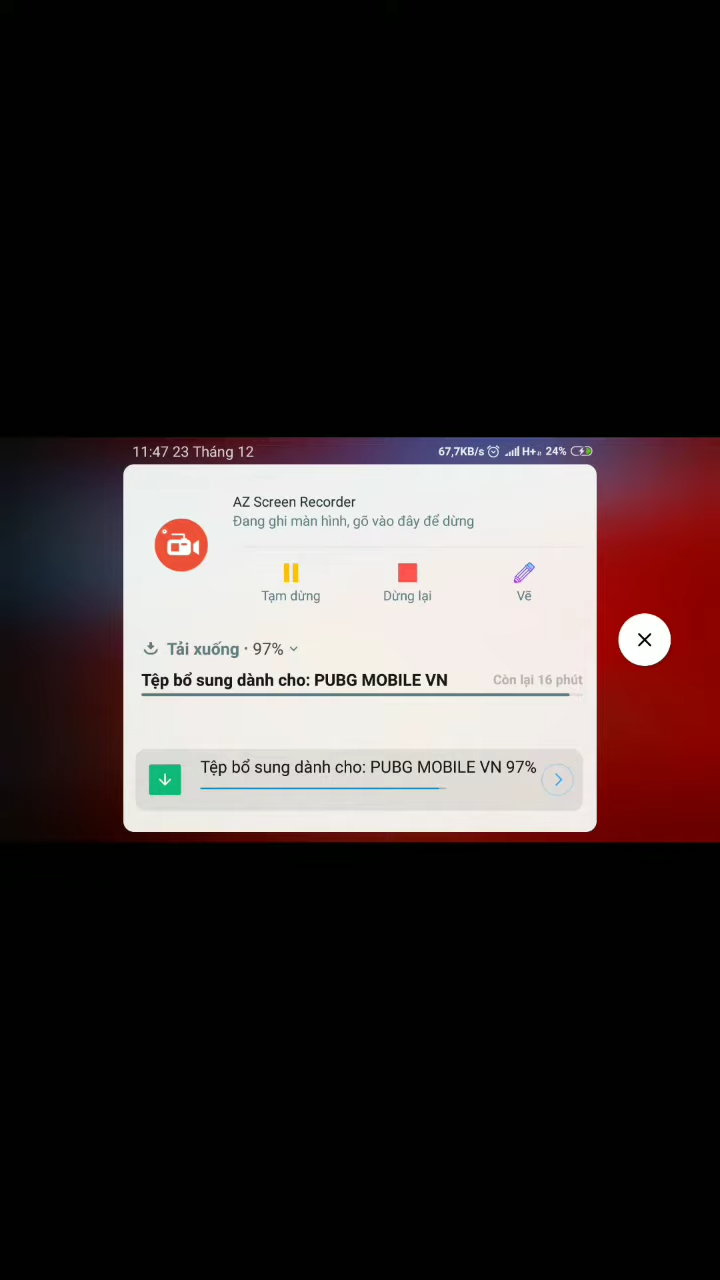 11:47 23 Tháng 12
67,7KB/s H+ 24%
AZ Screen Recorder
Đang ghi màn hình, gõ vào đây để dừng
Tạm dừng
Dừng lại
Vẽ
Tải xuống · 97%
Tệp bổ sung dành cho: PUBG MOBILE VN
Còn lại 16 phút
Tệp bổ sung dành cho: PUBG MOBILE VN 97%